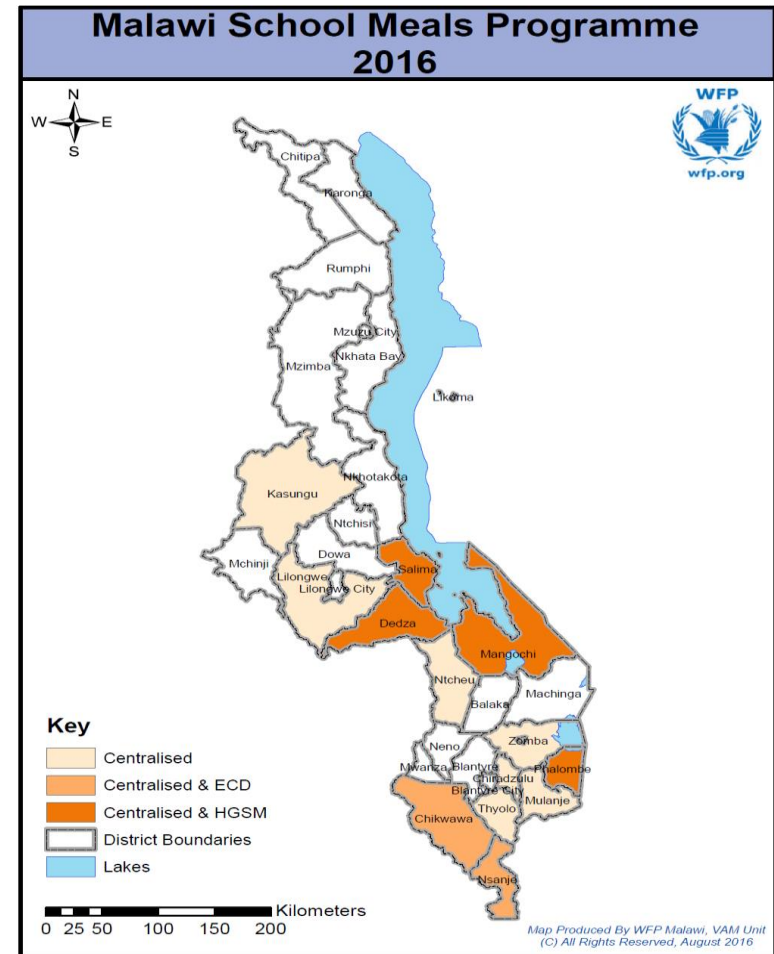 Malawi School Meals Programme
2016
N
W
E
S
WFP
wfp.org
Chitipa
Karonga
Rumphi
Mzuzu City
Nkhata Bay
Mzimba
Likoma
Nkhotakota
Kasungu
Ntchisi
Dowa
Mchinji
Salima
Lilongwe
Lilongwe City
Dedza
Mangochi
Ntcheu
Machinga
Balaka
Zomba
Neno
Mwanza
Blantyre
Phalombe
Chiradzulu
Blantyre City
Mulanje
Thyolo
Chikwawa
Nsanje
Key
Centralised
Centralised & ECD
Centralised & HGSM
District Boundaries
Lakes
Kilometers
0 25 50 100 150 200
Map Produced By WFP Malawi, VAM Unit
(C) All Rights Reserved, August 2016